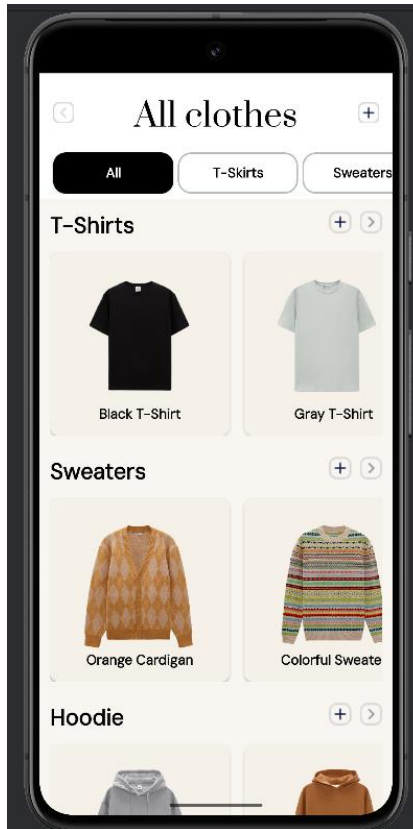 All clothes
All T-Skirts Sweaters
T-Shirts
Black T-Shirt Gray T-Shirt
Sweaters
Orange Cardigan Colorful Sweate
Hoodie